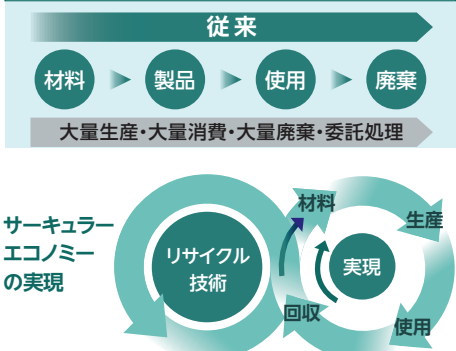 従来
材料
製品
使用
廃棄
大量生産・大量消費・大量廃棄・委託処理
サーキュラー
エコノミー
の実現
リサイクル
技術
材料
生産
実現
回収
使用